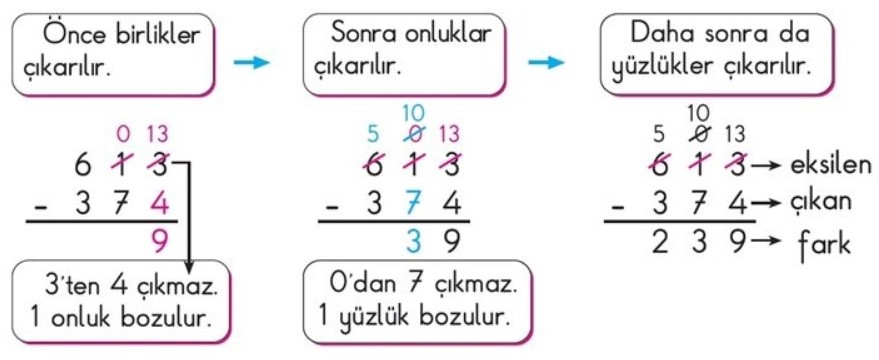 Önce birlikler
çıkarılır.
0 13
6 1 3
- 3 7 4
9
3'ten 4 çıkmaz.
1 onluk bozulur.
Sonra onluklar
çıkarılır.
10
5 0 13
6 1 3
- 3 7 4
3 9
0'dan 7 çıkmaz.
1 yüzlük bozulur.
Daha sonra da
yüzlükler çıkarılır.
10
5 0 13
6 1 3 → eksilen
- 3 7 4 → çıkan
2 3 9 → fark